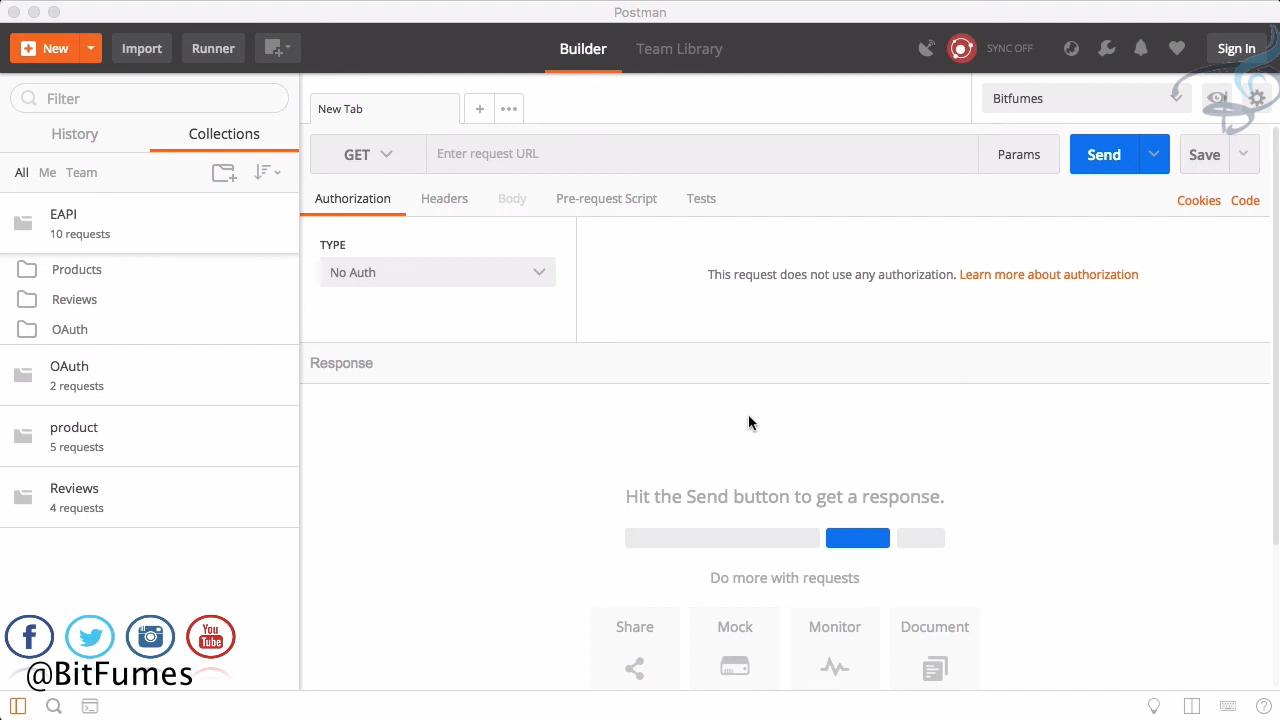 Postman
New
Import
Runner
Builder
Team Library
SYNC OFF
Sign In
Filter
History
Collections
All
Me
Team
EAPI
10 requests
Products
Reviews
OAuth
OAuth
2 requests
product
5 requests
Reviews
4 requests
New Tab
Bitfumes
GET
Enter request URL
Params
Send
Save
Authorization
Headers
Body
Pre-request Script
Tests
Cookies
Code
TYPE
No Auth
This request does not use any authorization. Learn more about authorization
Response
Hit the Send button to get a response.
Do more with requests
Share
Mock
Monitor
Document
You
Tube
@BitFumes